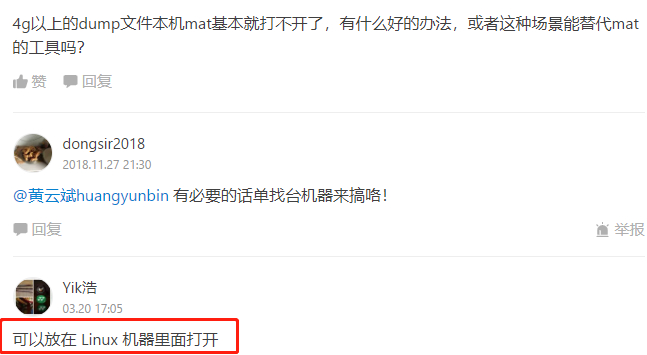 4g以上的dump文件本机mat基本就打不开了，有什么好的办法，或者这种场景能替代mat
的工具吗？
赞 回复
dongsir2018
2018.11.27 21:30
@黄云斌huangyunbin 有必要的话单找台机器来搞咯！
回复 举报
Yik浩
03.20 17:05
可以放在 Linux 机器里面打开